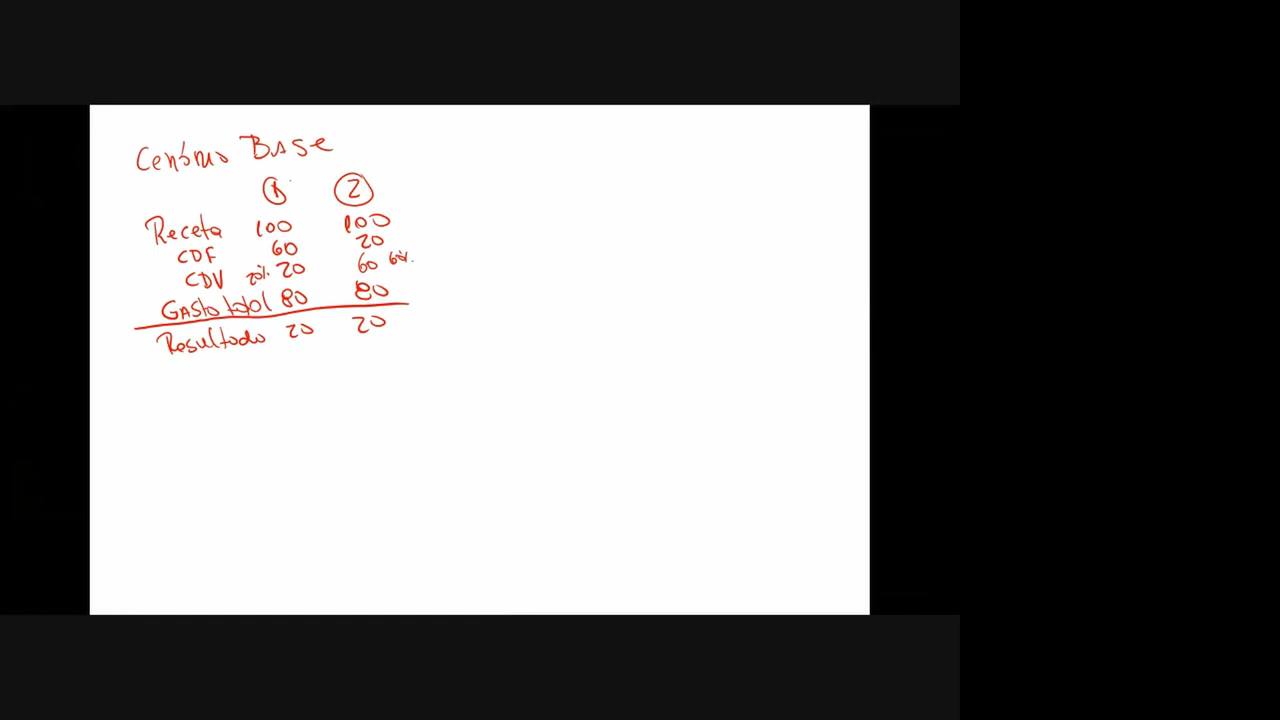 Cenário Base
1 2
Receta 100 100
CDF 60 20
CDV 20% 20 60 60%
Gasto total 80 80
Resultado 20 20